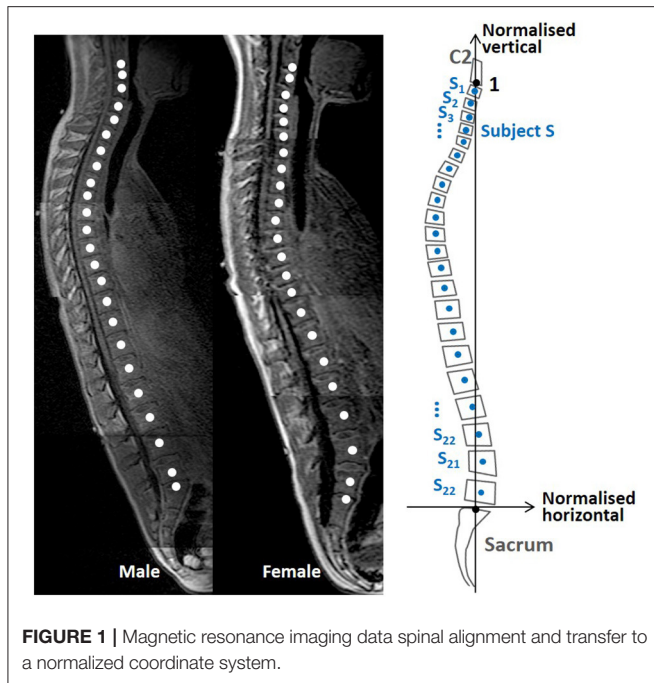 Normalised
vertical
C2
S1
1
S2
S3
Subject S
S22
S21
S22
Normalised
horizontal
Sacrum
Male
Female
FIGURE 1 | Magnetic resonance imaging data spinal alignment and transfer to
a normalized coordinate system.